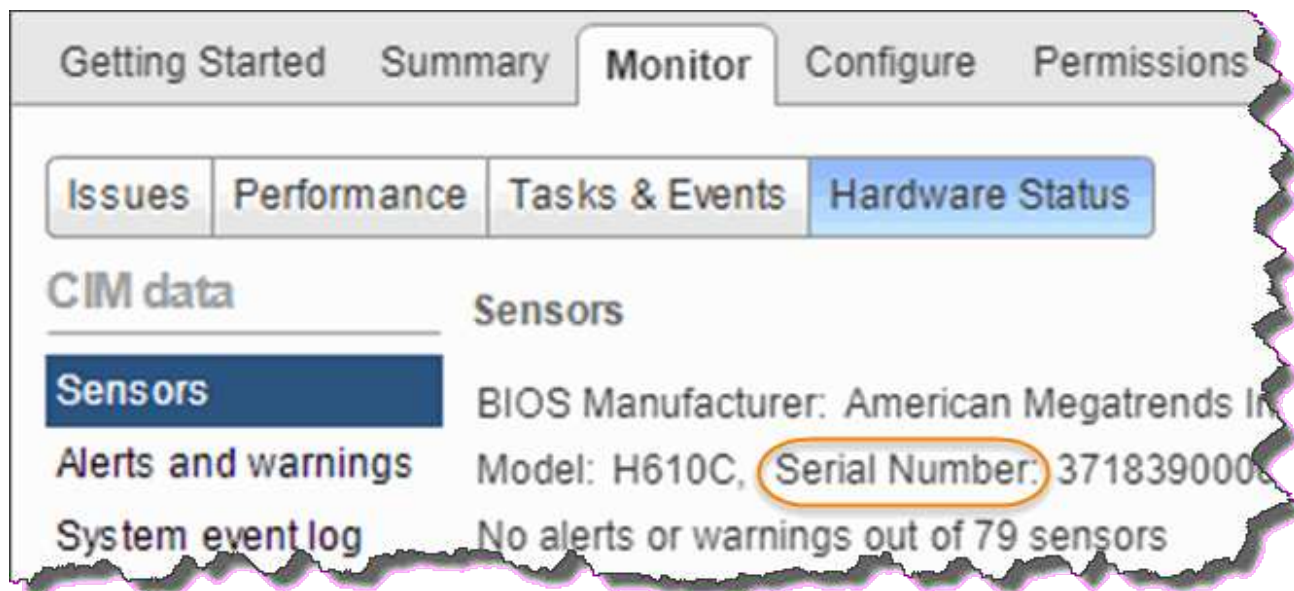 Getting Started Summary Monitor Configure Permissions
Issues Performance Tasks & Events Hardware Status
CIM data
Sensors
Sensors
BIOS Manufacturer: American Megatrends
Alerts and warnings
Model: H610C, Serial Number:
System event log
No alerts or warnings out of 79 sensors